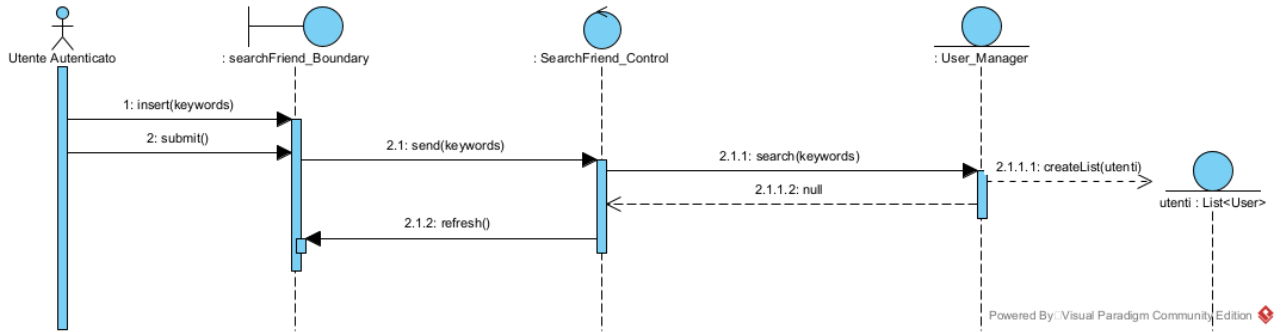 Utente Autenticato
: searchFriend_Boundary
: SearchFriend_Control
: User_Manager
1: insert(keywords)
2: submit()
2.1: send(keywords)
2.1.1: search(keywords)
2.1.1.1: createList(utenti)
2.1.1.2: null
utenti : List<User>
2.1.2: refresh()
Powered By Visual Paradigm Community Edition